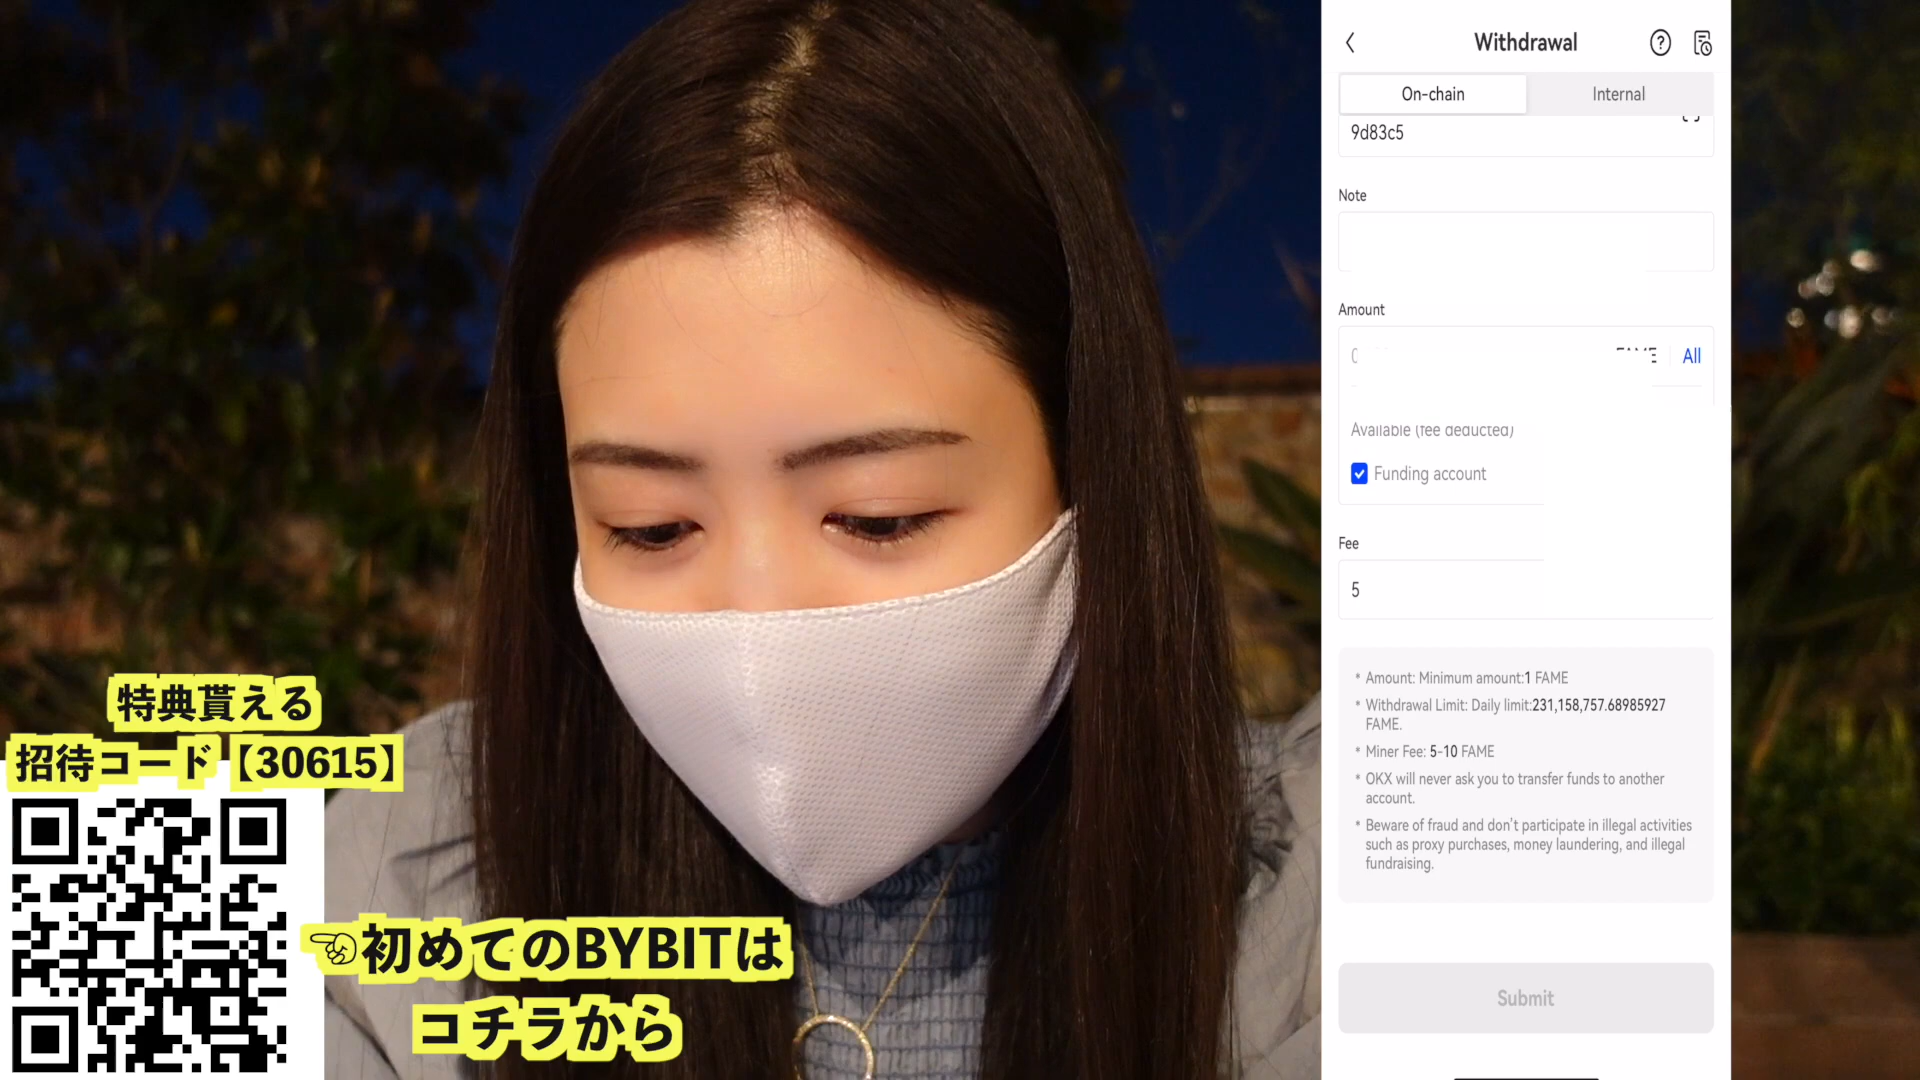 Withdrawal
On-chain
Internal
9d83c5
Note
Amount
FAME
All
Available (fee deducted)
Funding account
Fee
5
* Amount: Minimum amount:1 FAME
* Withdrawal Limit: Daily limit:231,158,757.68985927
FAME.
* Miner Fee: 5-10 FAME
* OKX will never ask you to transfer funds to another
account.
* Beware of fraud and don't participate in illegal activities
such as proxy purchases, money laundering, and illegal
fundraising.
Submit
特典貰える
招待コード【30615】
☜初めてのBYBITは
コチラから